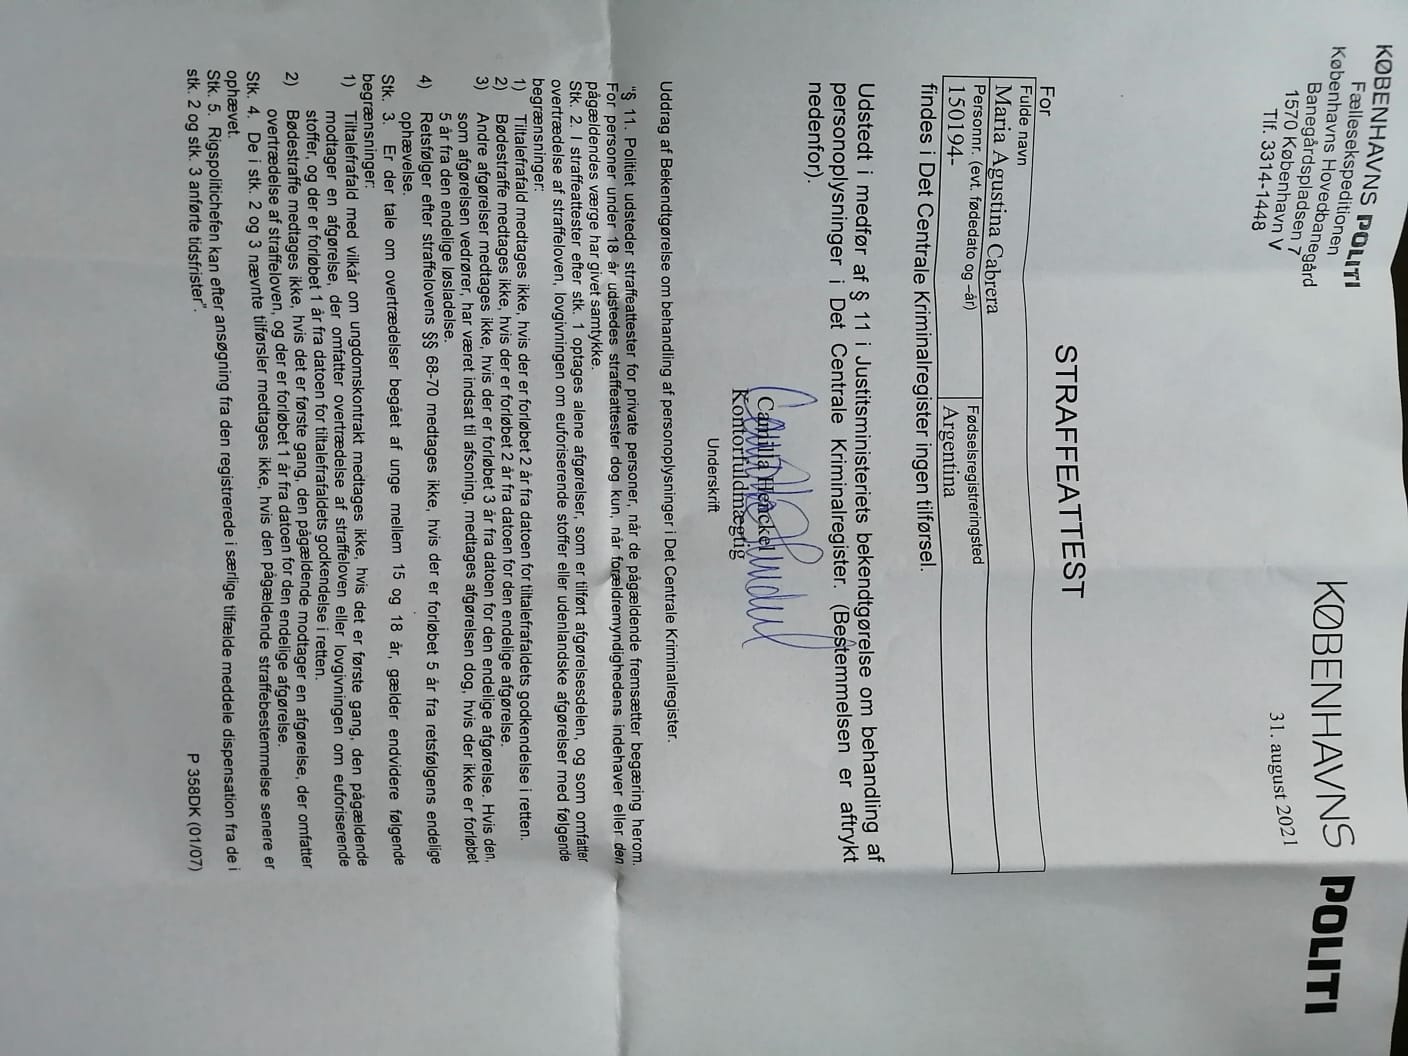 KØBENHAVNS POLITI
Fællesekspeditionen
Københavns Hovedbanegård
Banegårdspladsen 7
1570 København V
Tlf. 3314-1448
KØBENHAVNS POLITI
31. august 2021
STRAFFEATTEST
For
Fulde navn
Maria Agustina Cabrera
Personnr. (evt. fødedato og –år)
150194-
Fødselsregistreringsted
Argentina
findes i Det Centrale Kriminalregister ingen tilførsel.
Udstedt i medfør af § 11 i Justitsministeriets bekendtgørelse om behandling af
personoplysninger i Det Centrale Kriminalregister. (Bestemmelsen er aftrykt
nedenfor).
Camilla Henckel
Kontorfuldmægtig
Underskrift
Uddrag af Bekendtgørelse om behandling af personoplysninger i Det Centrale Kriminalregister.
"§ 11. Politiet udsteder straffeattester for private personer, når de pågældende fremsætter begæring herom.
For personer under 18 år udstedes straffeattester dog kun, når forældremyndighedens indehaver eller den
pågældendes værge har givet samtykke.
Stk. 2. I straffeattester efter stk. 1 optages alene afgørelser, som er tilført afgørelsesdelen, og som omfatter
overtrædelse af straffeloven, lovgivningen om euforiserende stoffer eller udenlandske afgørelser med følgende
begrænsninger:
1) Tiltalefrafald medtages ikke, hvis der er forløbet 2 år fra datoen for tiltalefrafaldets godkendelse i retten.
2) Bødestraffe medtages ikke, hvis der er forløbet 2 år fra datoen for den endelige afgørelse.
3) Andre afgørelser medtages ikke, hvis der er forløbet 3 år fra datoen for den endelige afgørelse. Hvis den,
som afgørelsen vedrører, har været indsat til afsoning, medtages afgørelsen dog, hvis der ikke er forløbet
5 år fra den endelige løsladelse.
4) Retsfølger efter straffelovens §§ 68-70 medtages ikke, hvis der er forløbet 5 år fra retsfølgens endelige
ophævelse.
Stk. 3. Er der tale om overtrædelser begået af unge mellem 15 og 18 år, gælder endvidere følgende
begrænsninger:
1) Tiltalefrafald med vilkår om ungdomskontrakt medtages ikke, hvis det er første gang, den pågældende
modtager en afgørelse, der omfatter overtrædelse af straffeloven eller lovgivningen om euforiserende
stoffer, og der er forløbet 1 år fra datoen for tiltalefrafaldets godkendelse i retten.
2) Bødestraffe medtages ikke, hvis det er første gang, den pågældende modtager en afgørelse, der omfatter
overtrædelse af straffeloven, og der er forløbet 1 år fra datoen for den endelige afgørelse.
Stk. 4. De i stk. 2 og 3 nævnte tilførsler medtages ikke, hvis den pågældende straffebestemmelse senere er
ophævet.
Stk. 5. Rigspolitichefen kan efter ansøgning fra den registrerede i særlige tilfælde meddele dispensation fra de i
stk. 2 og stk. 3 anførte tidsfrister".
P 358DK (01/07)